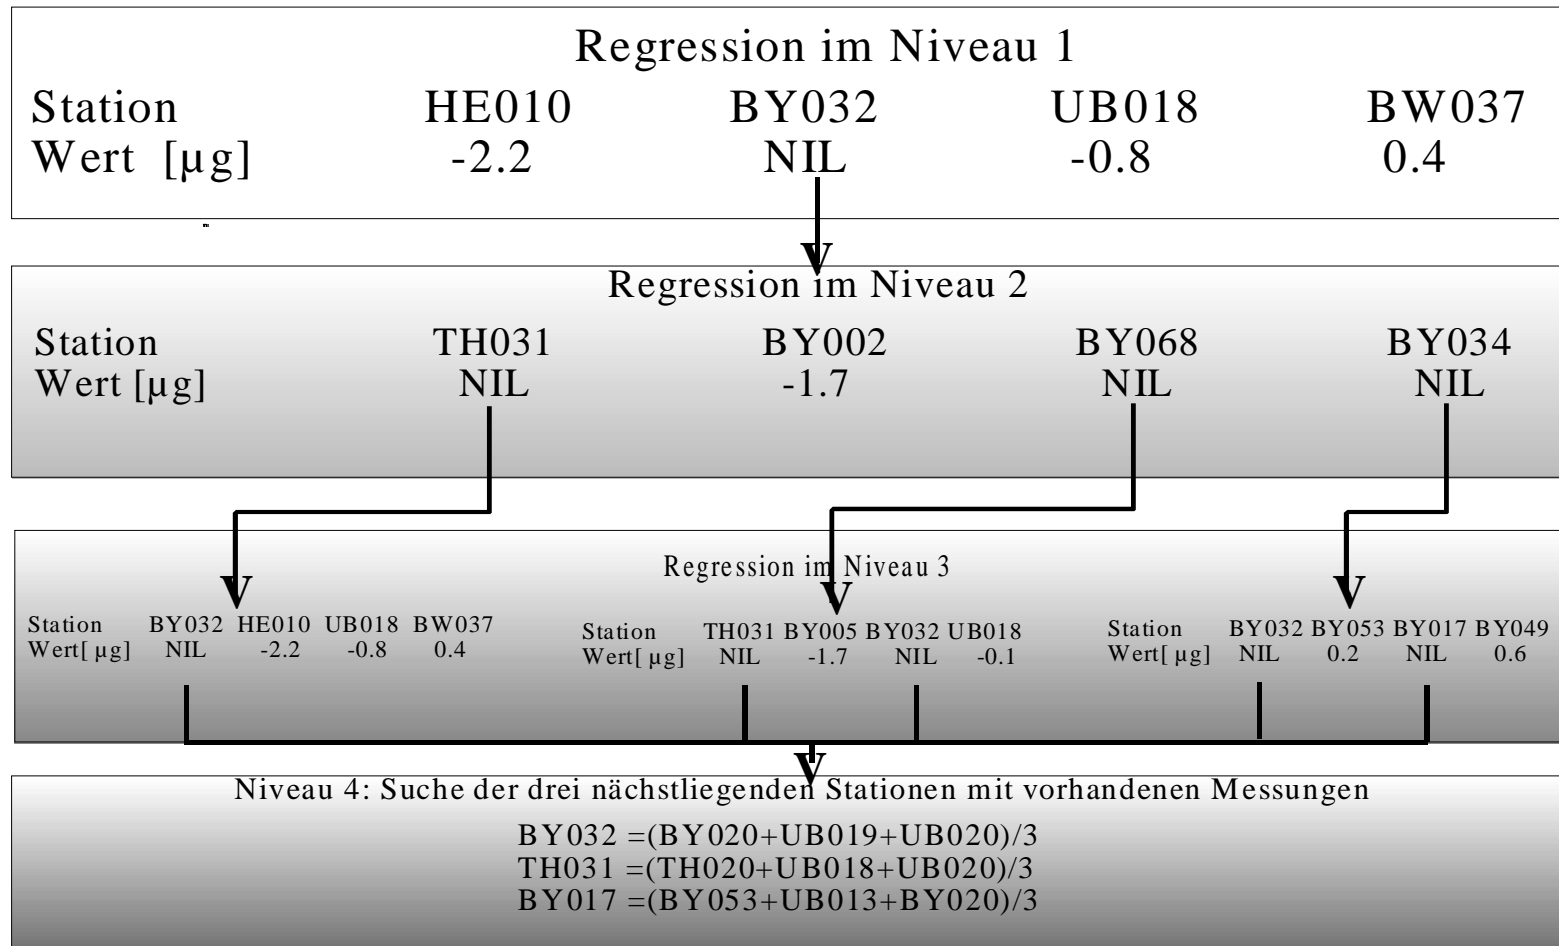 Regression im Niveau 1
Station HE010 BY032 UB018 BW037
Wert [µg] -2.2 NIL -0.8 0.4
Regression im Niveau 2
Station TH031 BY002 BY068 BY034
Wert [µg] NIL -1.7 NIL NIL
Regression im Niveau 3
Station BY032 HE010 UB018 BW037
Wert[µg] NIL -2.2 -0.8 0.4
Station TH031 BY005 BY032 UB018
Wert[µg] NIL -1.7 NIL -0.1
Station BY032 BY053 BY017 BY049
Wert[µg] NIL 0.2 NIL 0.6
Niveau 4: Suche der drei nächstliegenden Stationen mit vorhandenen Messungen
BY032 =(BY020+UB019+UB020)/3
TH031 =(TH020+UB018+UB020)/3
BY017 =(BY053+UB013+BY020)/3